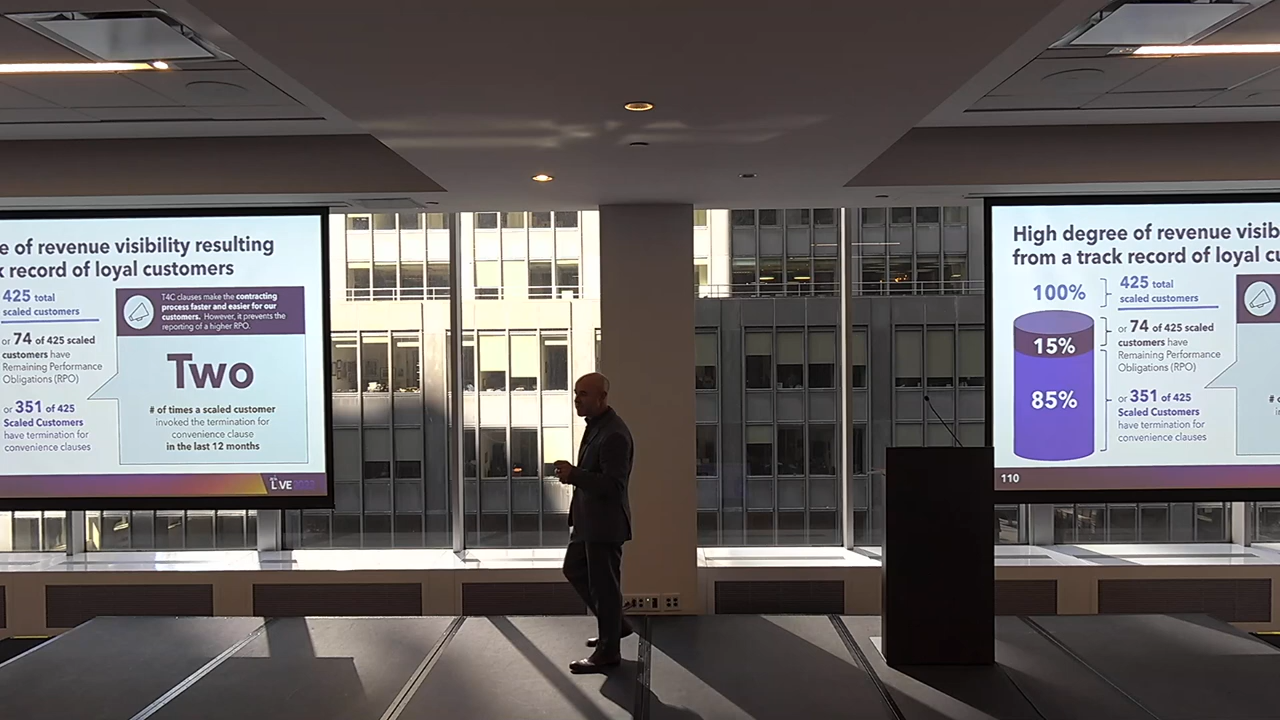 e of revenue visibility resulting
k record of loyal customers
425 total
scaled customers
or 74 of 425 scaled
customers have
Remaining Performance
Obligations (RPO)
or 351 of 425
Scaled Customers
have termination for
convenience clauses
T4C clauses make the contracting
process faster and easier for our
customers. However, it prevents the
reporting of a higher RPO.
Two
# of times a scaled customer
invoked the termination for
convenience clause
in the last 12 months
LIVE
High degree of revenue visib
from a track record of loyal cu
100%
15%
85%
425 total
scaled customers
or 74 of 425 scaled
customers have
Remaining Performance
Obligations (RPO)
or 351 of 425
Scaled Customers
have termination for
convenience clauses
# o
in
110